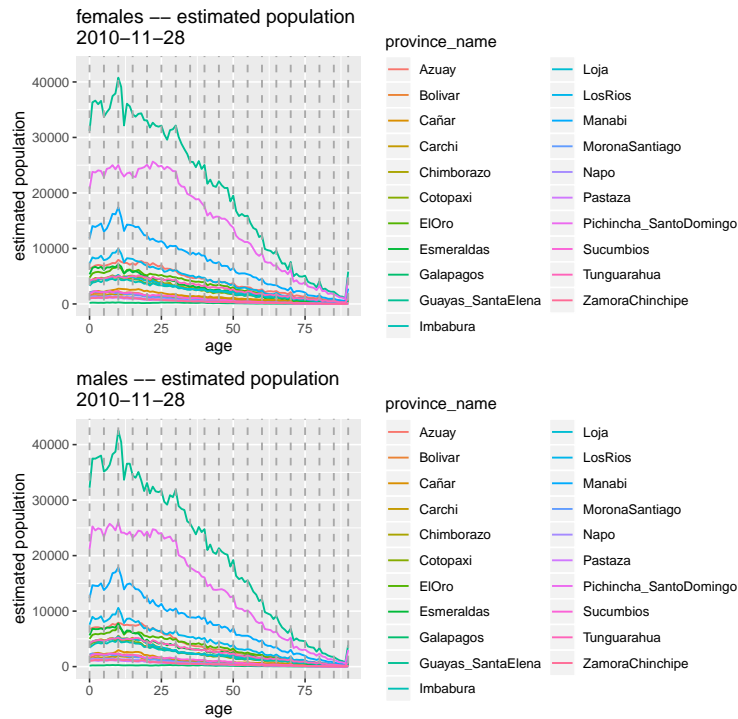 females −− estimated population
2010−11−28
40000
30000
20000
10000
0
estimated population
0 25 50 75
age
province_name
Azuay
Bolivar
Cañar
Carchi
Chimborazo
Cotopaxi
ElOro
Esmeraldas
Galapagos
Guayas_SantaElena
Imbabura
Loja
LosRios
Manabi
MoronaSantiago
Napo
Pastaza
Pichincha_SantoDomingo
Sucumbios
Tungurahua
ZamoraChinchipe
males −− estimated population
2010−11−28
40000
30000
20000
10000
0
estimated population
0 25 50 75
age
province_name
Azuay
Bolivar
Cañar
Carchi
Chimborazo
Cotopaxi
ElOro
Esmeraldas
Galapagos
Guayas_SantaElena
Imbabura
Loja
LosRios
Manabi
MoronaSantiago
Napo
Pastaza
Pichincha_SantoDomingo
Sucumbios
Tungurahua
ZamoraChinchipe